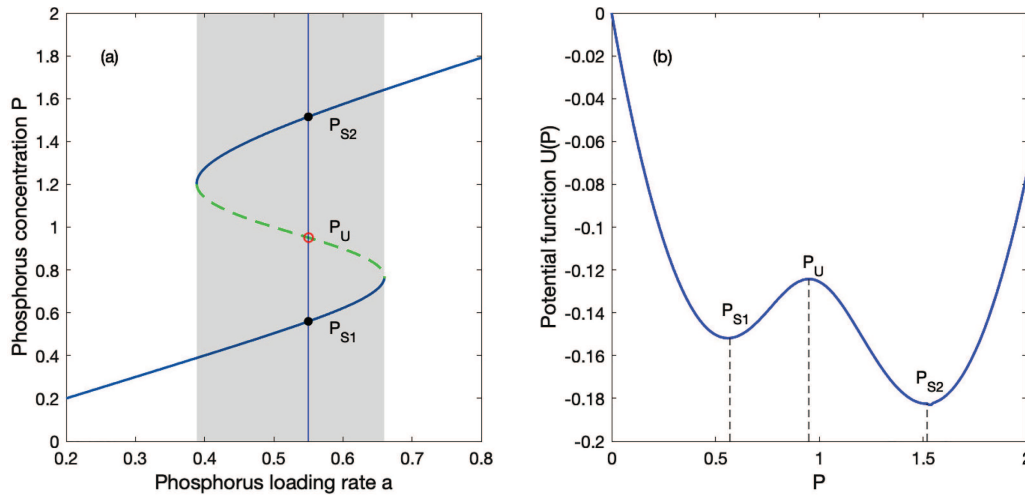 (a)
Phosphorus concentration P
2
1.8
1.6
1.4
1.2
1
0.8
0.6
0.4
0.2
0
P_S2
P_U
P_S1
0.2 0.3 0.4 0.5 0.6 0.7 0.8
Phosphorus loading rate a
(b)
Potential function U(P)
0
-0.02
-0.04
-0.06
-0.08
-0.1
-0.12
-0.14
-0.16
-0.18
-0.2
P_U
P_S1
P_S2
0 0.5 1 1.5 2
P